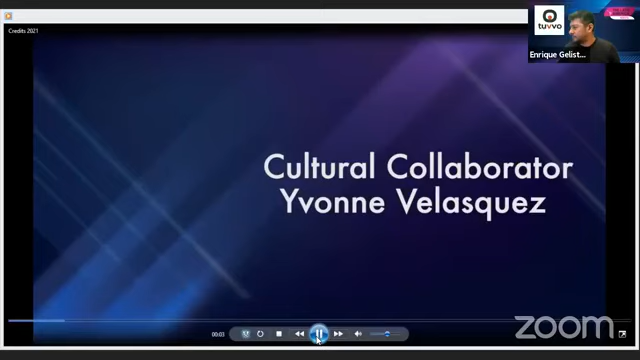 Credits 2021
tuvvo
Enrique Gelist...
Cultural Collaborator
Yvonne Velasquez
00:03
zoom